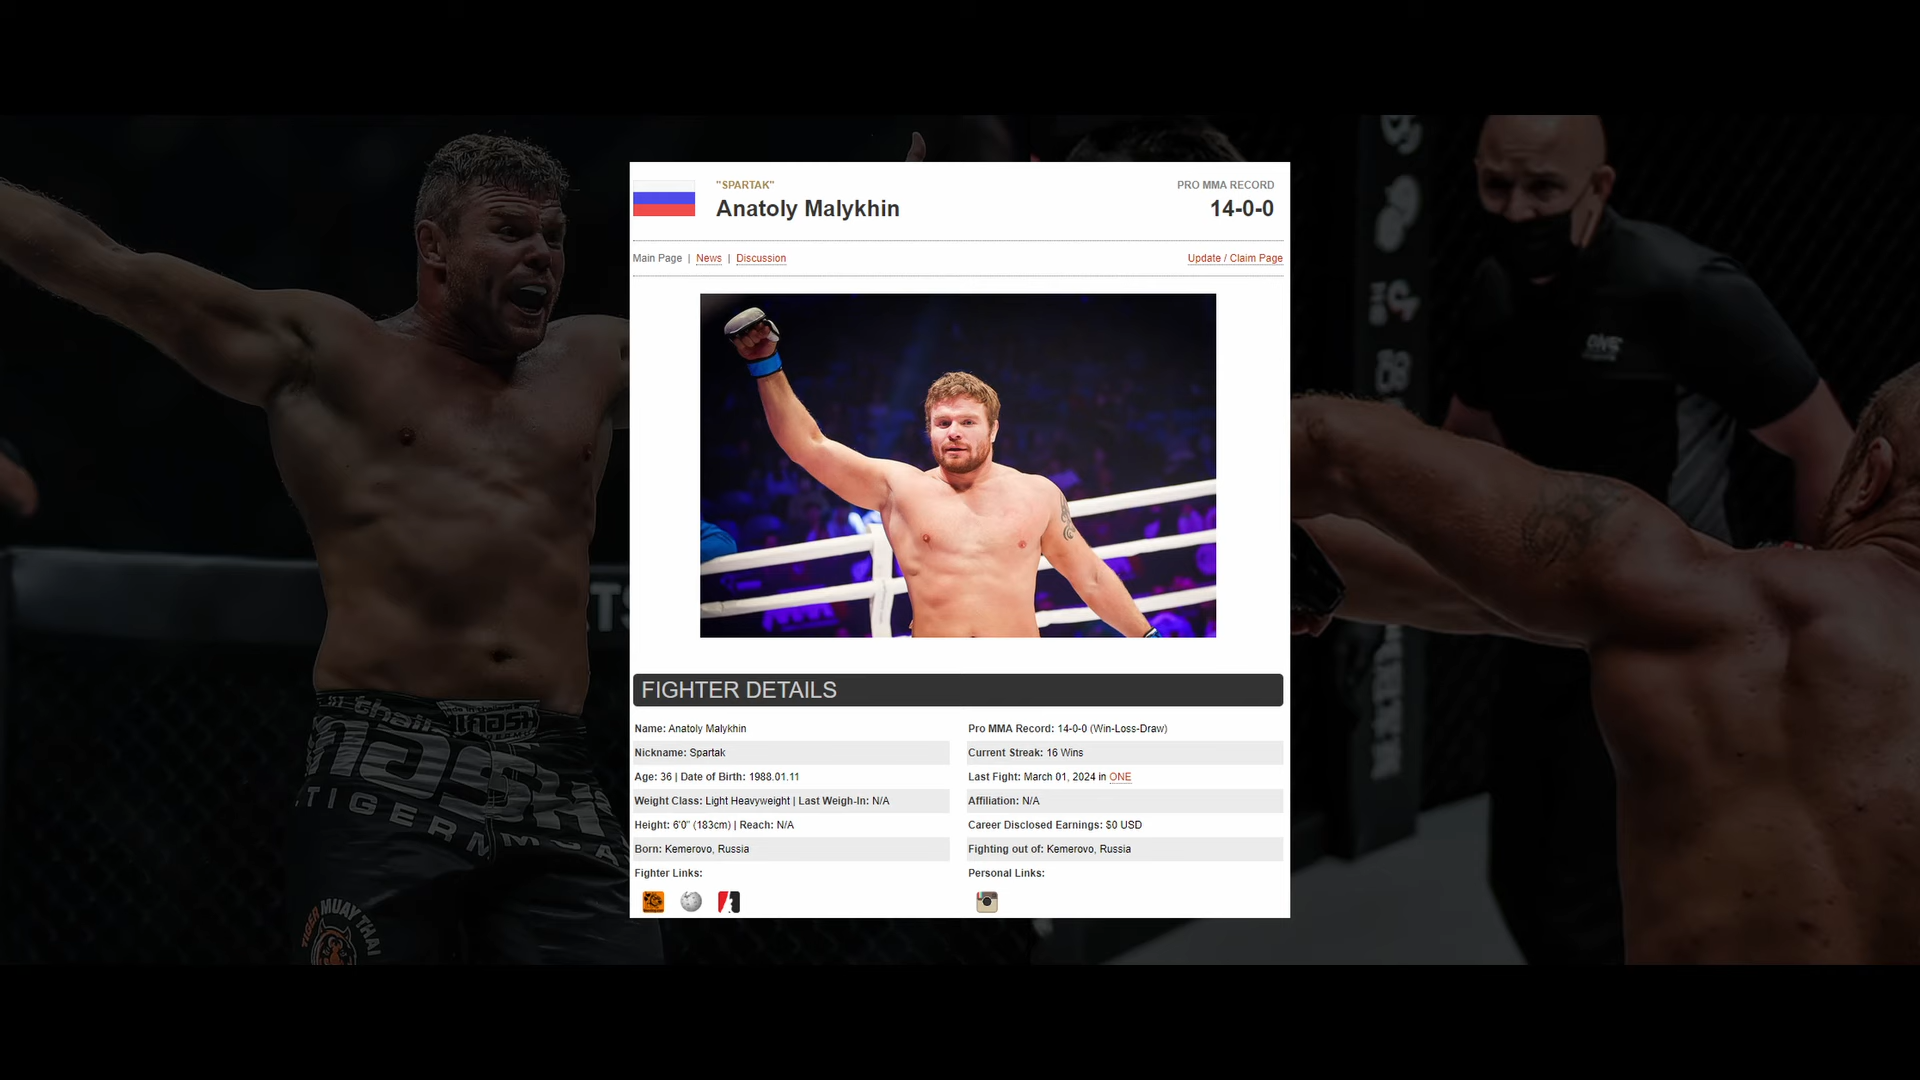 "SPARTAK"
Anatoly Malykhin
PRO MMA RECORD
14-0-0
Main Page | News | Discussion
Update / Claim Page
FIGHTER DETAILS
Name: Anatoly Malykhin
Nickname: Spartak
Age: 36 | Date of Birth: 1988.01.11
Weight Class: Light Heavyweight | Last Weigh-In: N/A
Height: 6'0" (183cm) | Reach: N/A
Born: Kemerovo, Russia
Fighter Links:
Pro MMA Record: 14-0-0 (Win-Loss-Draw)
Current Streak: 16 Wins
Last Fight: March 01, 2024 in ONE
Affiliation: N/A
Career Disclosed Earnings: $0 USD
Fighting out of: Kemerovo, Russia
Personal Links:
ONE
TIGER MUAY THAI